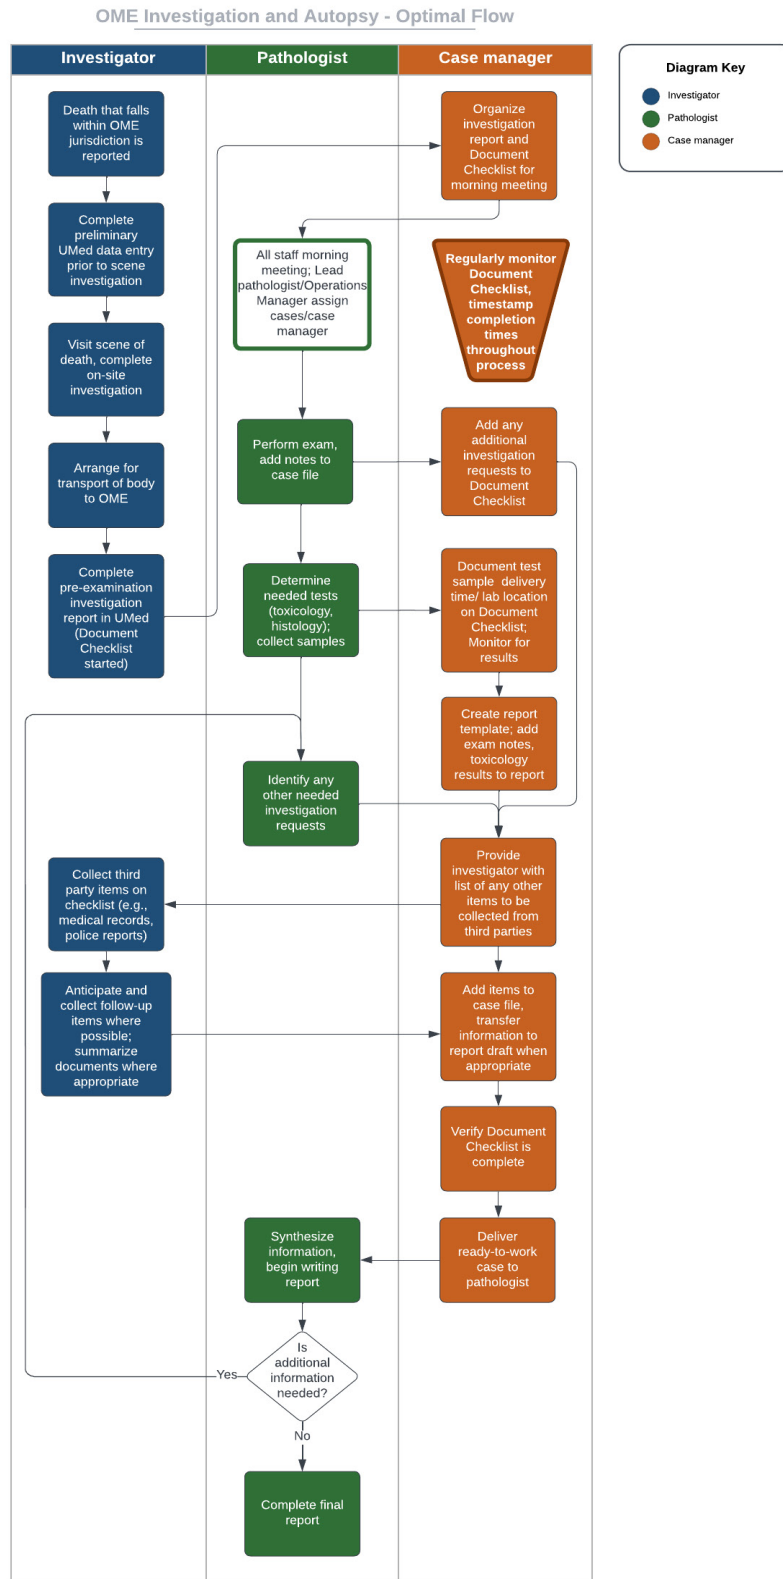 OME Investigation and Autopsy - Optimal Flow
Investigator
Pathologist
Case manager
Diagram Key
Investigator
Pathologist
Case manager
Death that falls
within OME
jurisdiction is
reported
Organize
investigation
report and
Document
Checklist for
morning meeting
Complete
preliminary
UMed data entry
prior to scene
investigation
All staff morning
meeting; Lead
pathologist/Operations
Manager assign
cases/case
manager
Regularly monitor
Document
Checklist,
timestamp
completion
times
throughout
process
Visit scene of
death, complete
on-site
investigation
Arrange for
transport of body
to OME
Perform exam,
add notes to
case file
Add any
additional
investigation
requests to
Document
Checklist
Complete
pre-examination
investigation
report in UMed
(Document
Checklist
started)
Determine
needed tests
(toxicology,
histology);
collect samples
Document test
sample delivery
time/ lab location
on Document
Checklist;
Monitor for
results
Create report
template; add
exam notes,
toxicology
results to report
Identify any
other needed
investigation
requests
Provide
investigator with
list of any other
items to be
collected from
third parties
Collect third
party items on
checklist (e.g.,
medical records,
police reports)
Anticipate and
collect follow-up
items where
possible;
summarize
documents where
appropriate
Add items to
case file,
transfer
information to
report draft when
appropriate
Verify Document
Checklist is
complete
Deliver
ready-to-work
case to
pathologist
Synthesize
information,
begin writing
report
Is
additional
information
needed?
Yes
No
Complete final
report